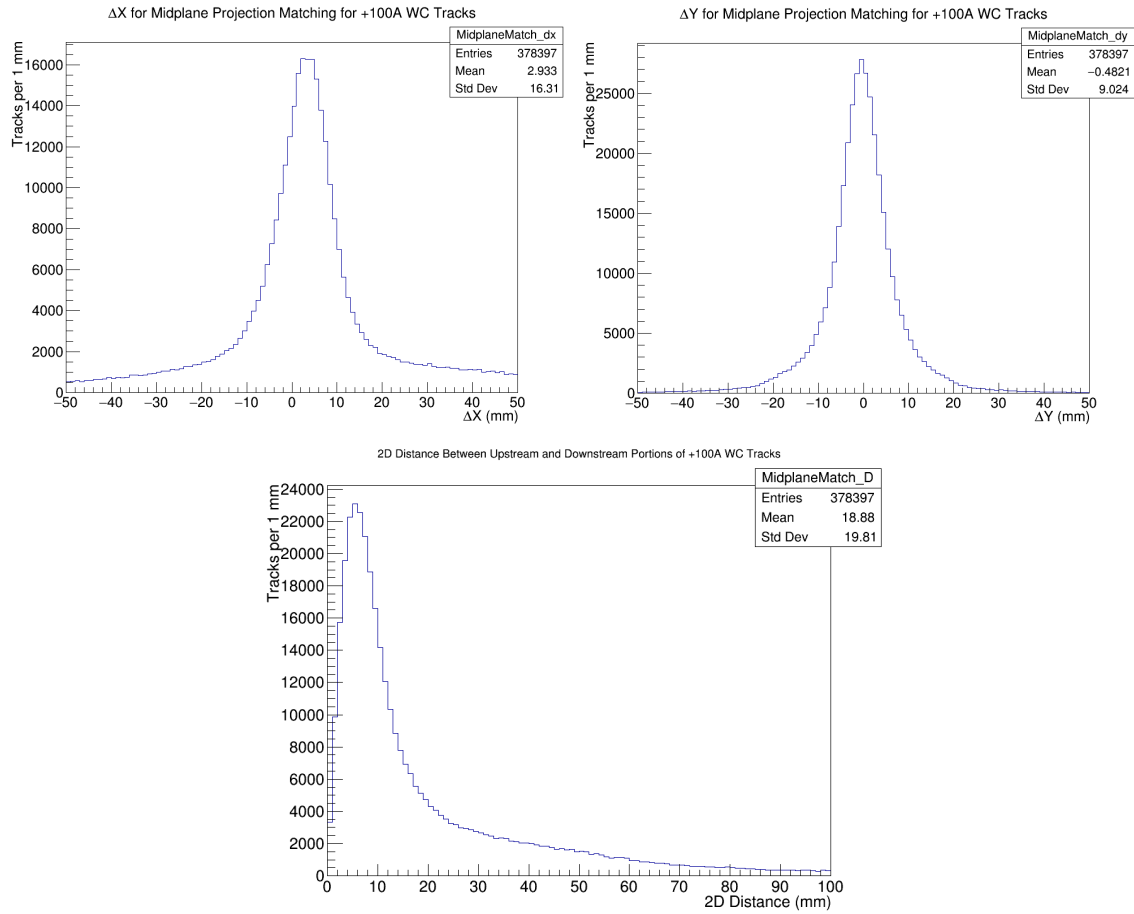 ΔX for Midplane Projection Matching for +100A WC Tracks
MidplaneMatch_dx
Entries 378397
Mean 2.933
Std Dev 16.31
Tracks per 1 mm
16000
14000
12000
10000
8000
6000
4000
2000
0
−50 −40 −30 −20 −10 0 10 20 30 40 50
ΔX (mm)
ΔY for Midplane Projection Matching for +100A WC Tracks
MidplaneMatch_dy
Entries 378397
Mean −0.4821
Std Dev 9.024
Tracks per 1 mm
25000
20000
15000
10000
5000
0
−50 −40 −30 −20 −10 0 10 20 30 40 50
ΔY (mm)
2D Distance Between Upstream and Downstream Portions of +100A WC Tracks
MidplaneMatch_D
Entries 378397
Mean 18.88
Std Dev 19.81
Tracks per 1 mm
24000
22000
20000
18000
16000
14000
12000
10000
8000
6000
4000
2000
0
0 10 20 30 40 50 60 70 80 90 100
2D Distance (mm)